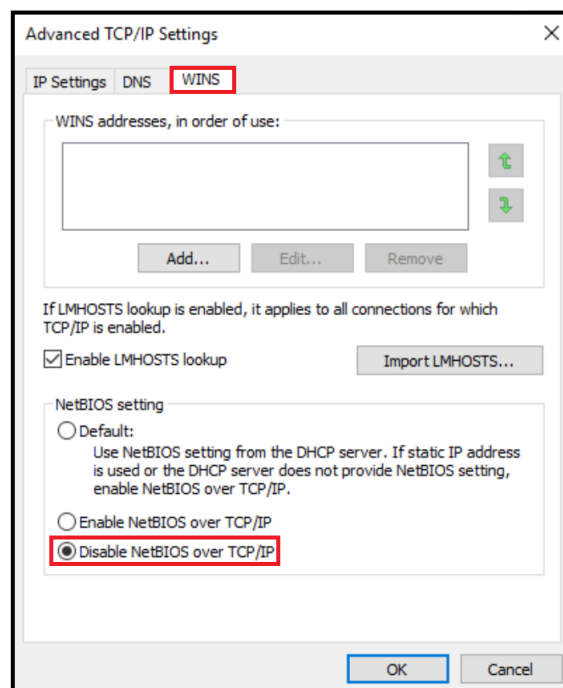 Advanced TCP/IP Settings
IP Settings DNS WINS
WINS addresses, in order of use:
Add... Edit... Remove
If LMHOSTS lookup is enabled, it applies to all connections for which
TCP/IP is enabled.
Enable LMHOSTS lookup Import LMHOSTS...
NetBIOS setting
Default:
Use NetBIOS setting from the DHCP server. If static IP address
is used or the DHCP server does not provide NetBIOS setting,
enable NetBIOS over TCP/IP.
Enable NetBIOS over TCP/IP
Disable NetBIOS over TCP/IP
OK Cancel